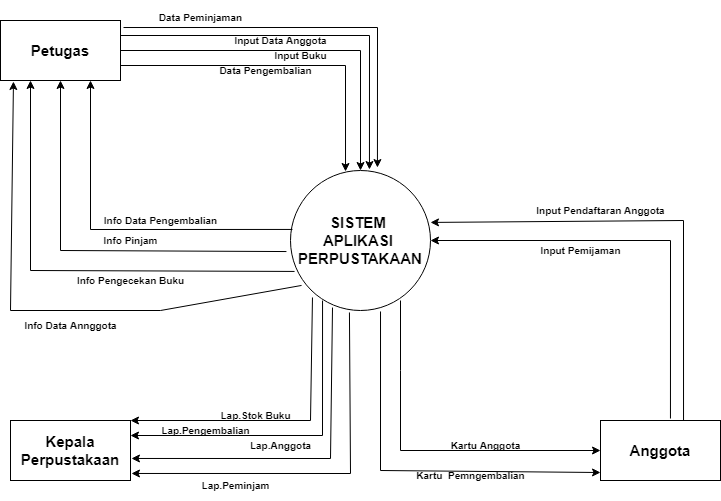 Data Peminjaman
Petugas
Input Data Anggota
Input Buku
Data Pengembalian
Info Data Pengembalian
Info Pinjam
Info Pengecekan Buku
Info Data Annggota
SISTEM
APLIKASI
PERPUSTAKAAN
Input Pendaftaran Anggota
Input Pemijaman
Lap.Stok Buku
Lap.Pengembalian
Lap.Anggota
Lap.Peminjam
Kepala
Perpustakaan
Kartu Anggota
Kartu Pemngembalian
Anggota